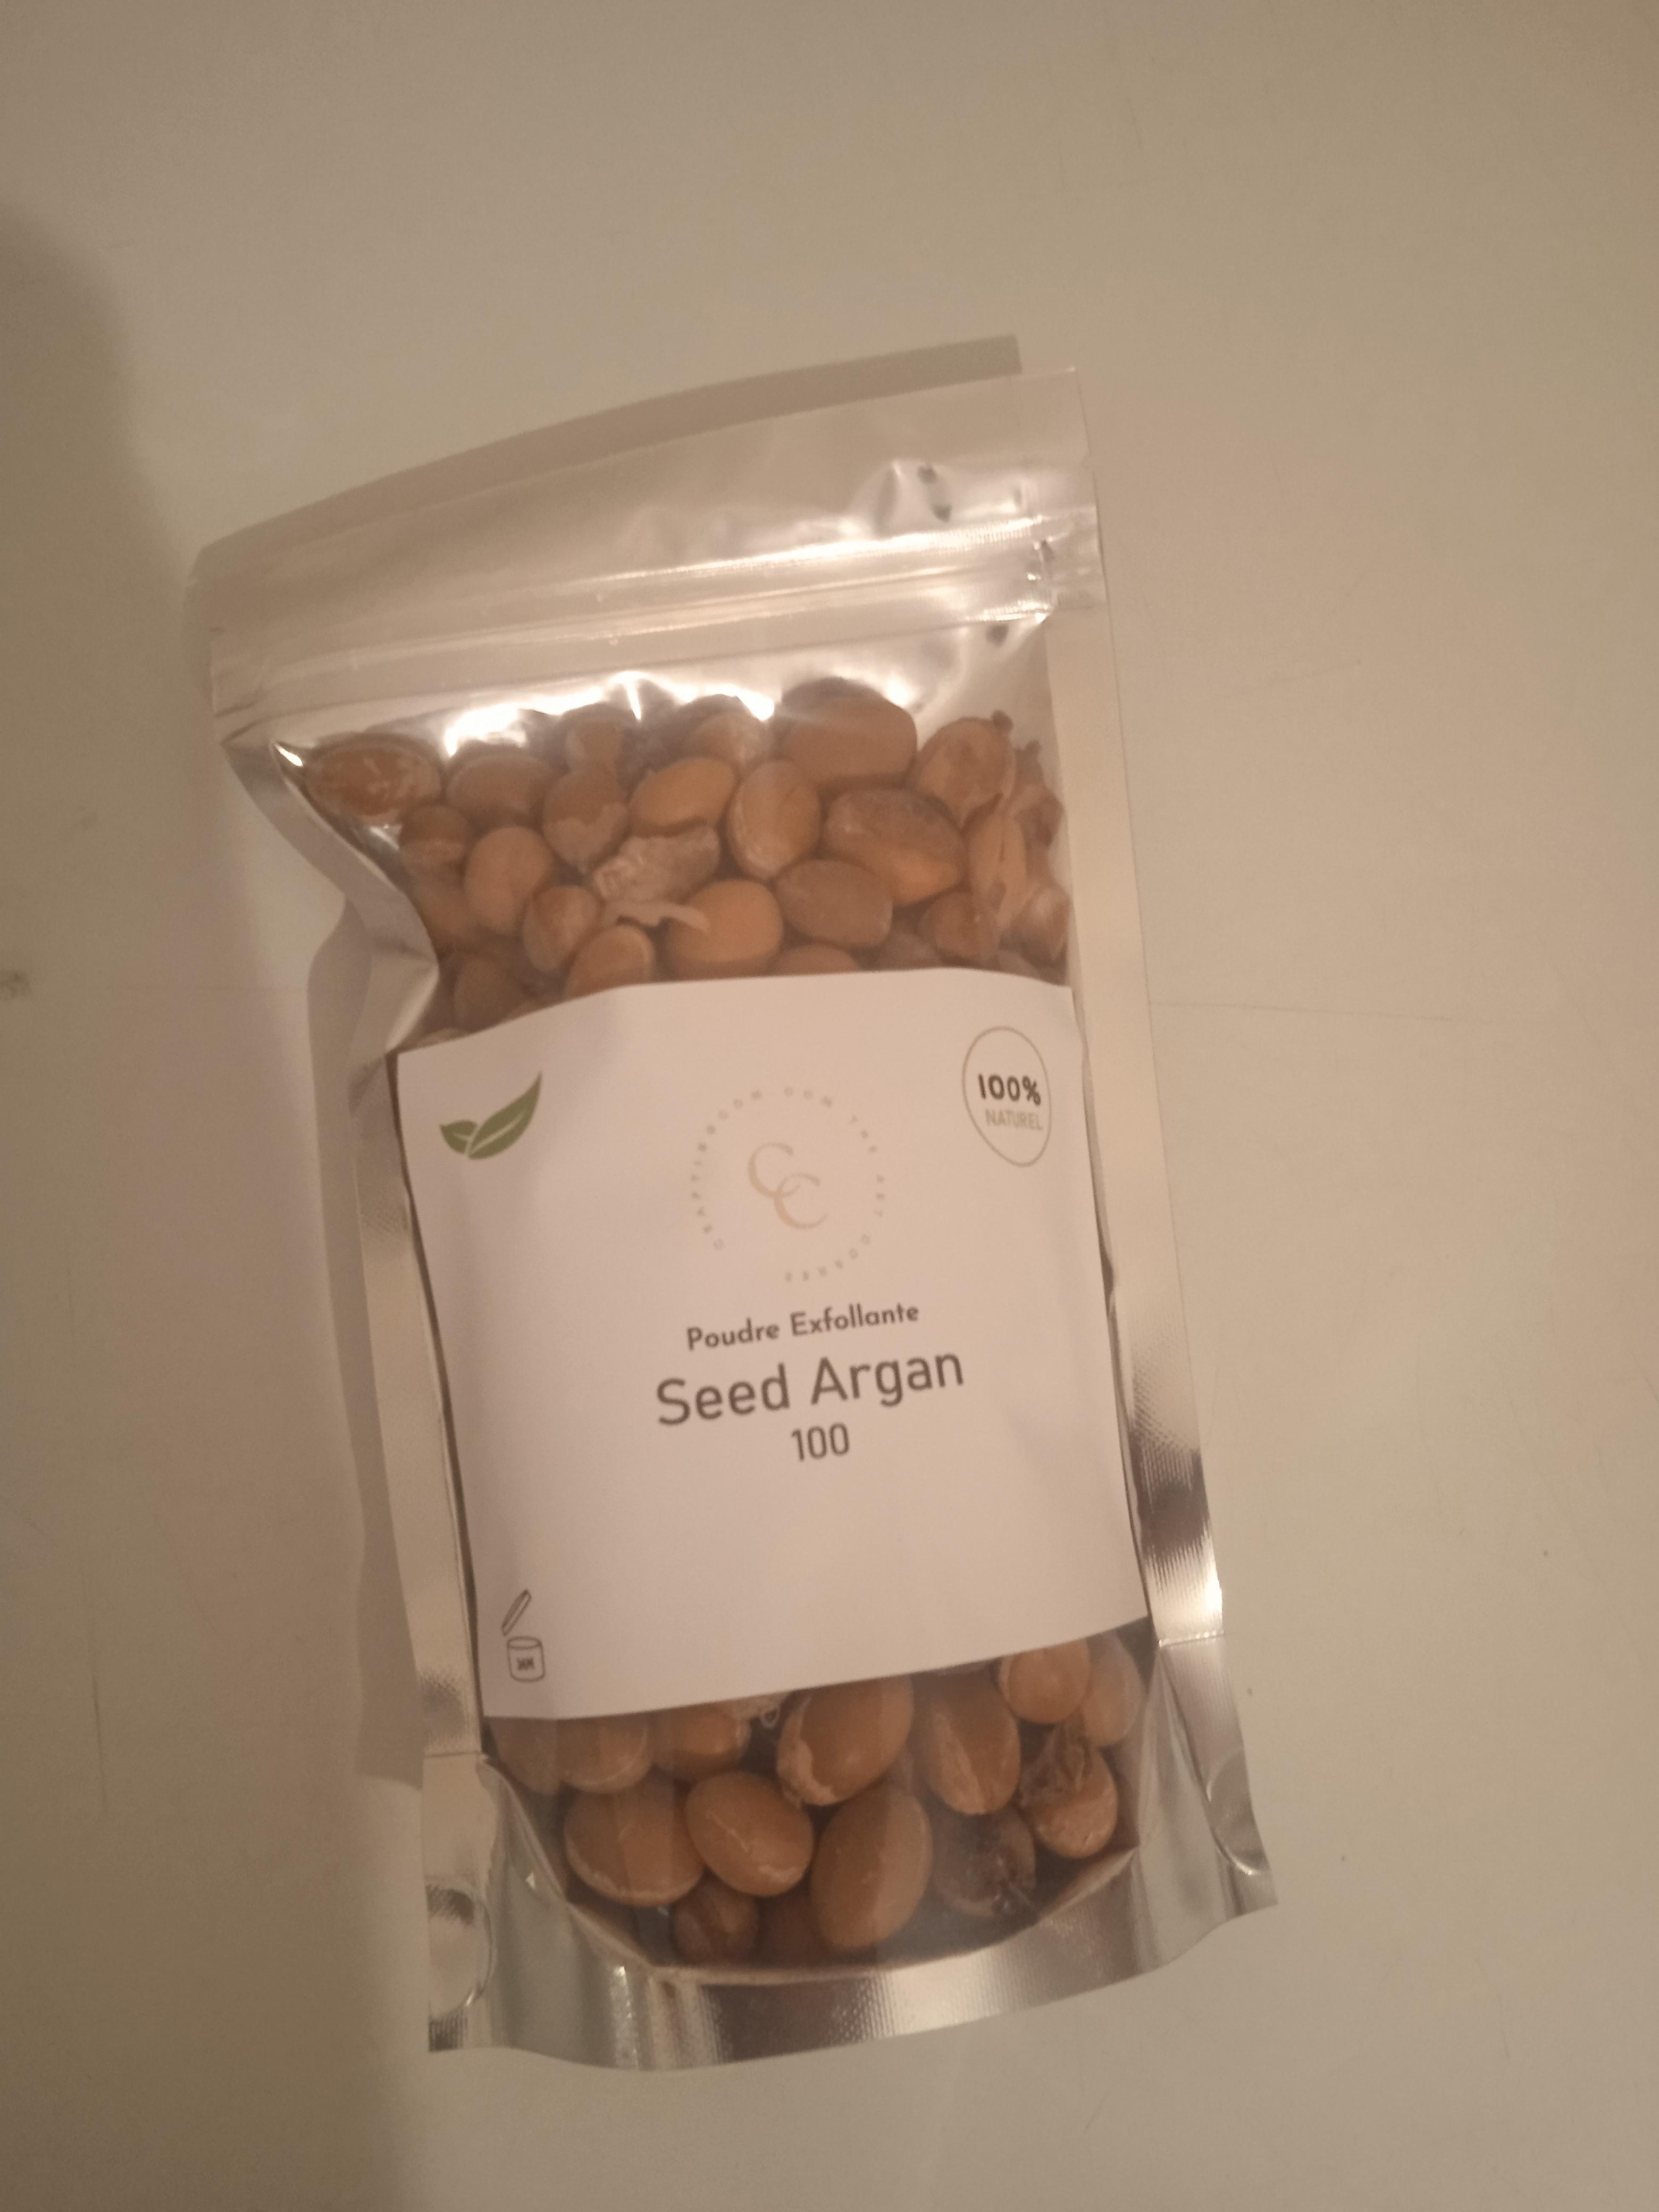 100%
NATUREL
CC
Poudre Exfollante
Seed Argan
100